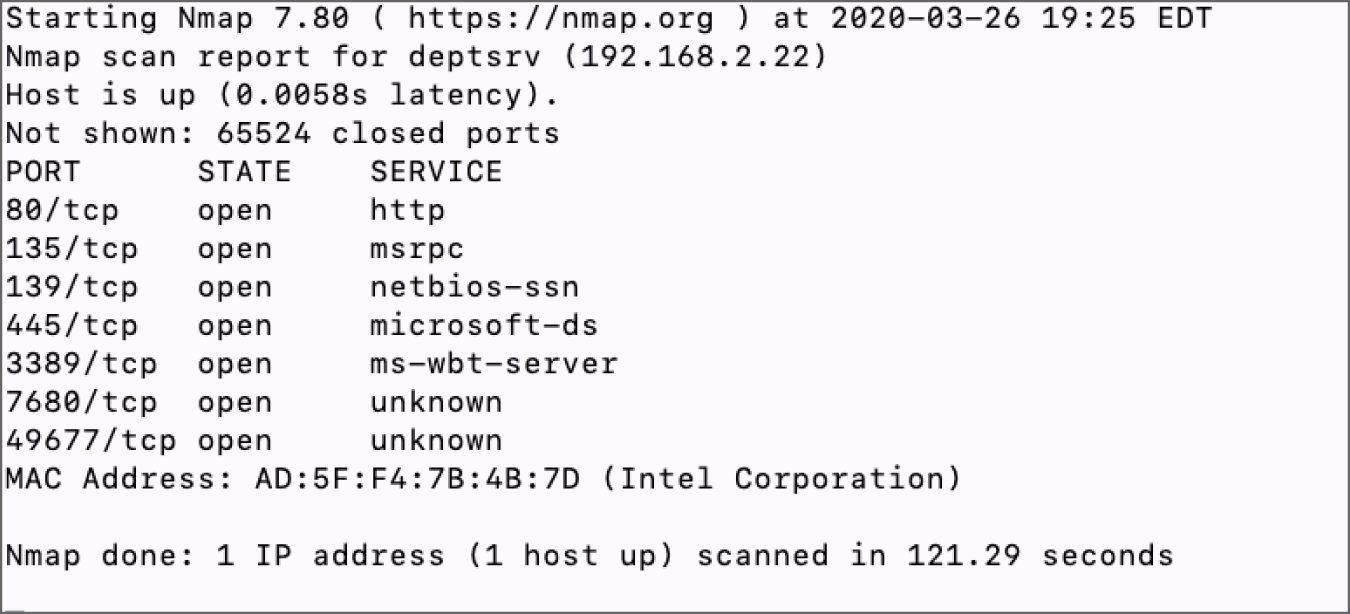 Starting Nmap 7.80 ( https://nmap.org ) at 2020-03-26 19:25 EDT
Nmap scan report for deptsrv (192.168.2.22)
Host is up (0.0058s latency).
Not shown: 65524 closed ports
PORT STATE SERVICE
80/tcp open http
135/tcp open msrpc
139/tcp open netbios-ssn
445/tcp open microsoft-ds
3389/tcp open ms-wbt-server
7680/tcp open unknown
49677/tcp open unknown
MAC Address: AD:5F:F4:7B:4B:7D (Intel Corporation)
Nmap done: 1 IP address (1 host up) scanned in 121.29 seconds